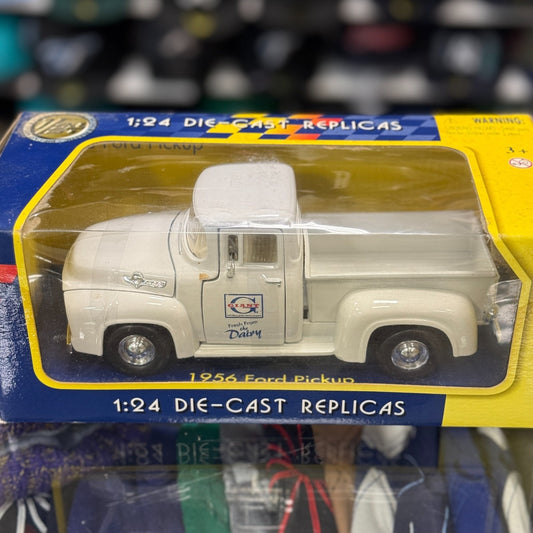 1:24 DIE-CAST REPLICAS
WARNING:
3+
Ford Pickup
G
GIANT
Fresh From
the
Dairy
1956 Ford Pickup
1:24 DIE-CAST REPLICAS